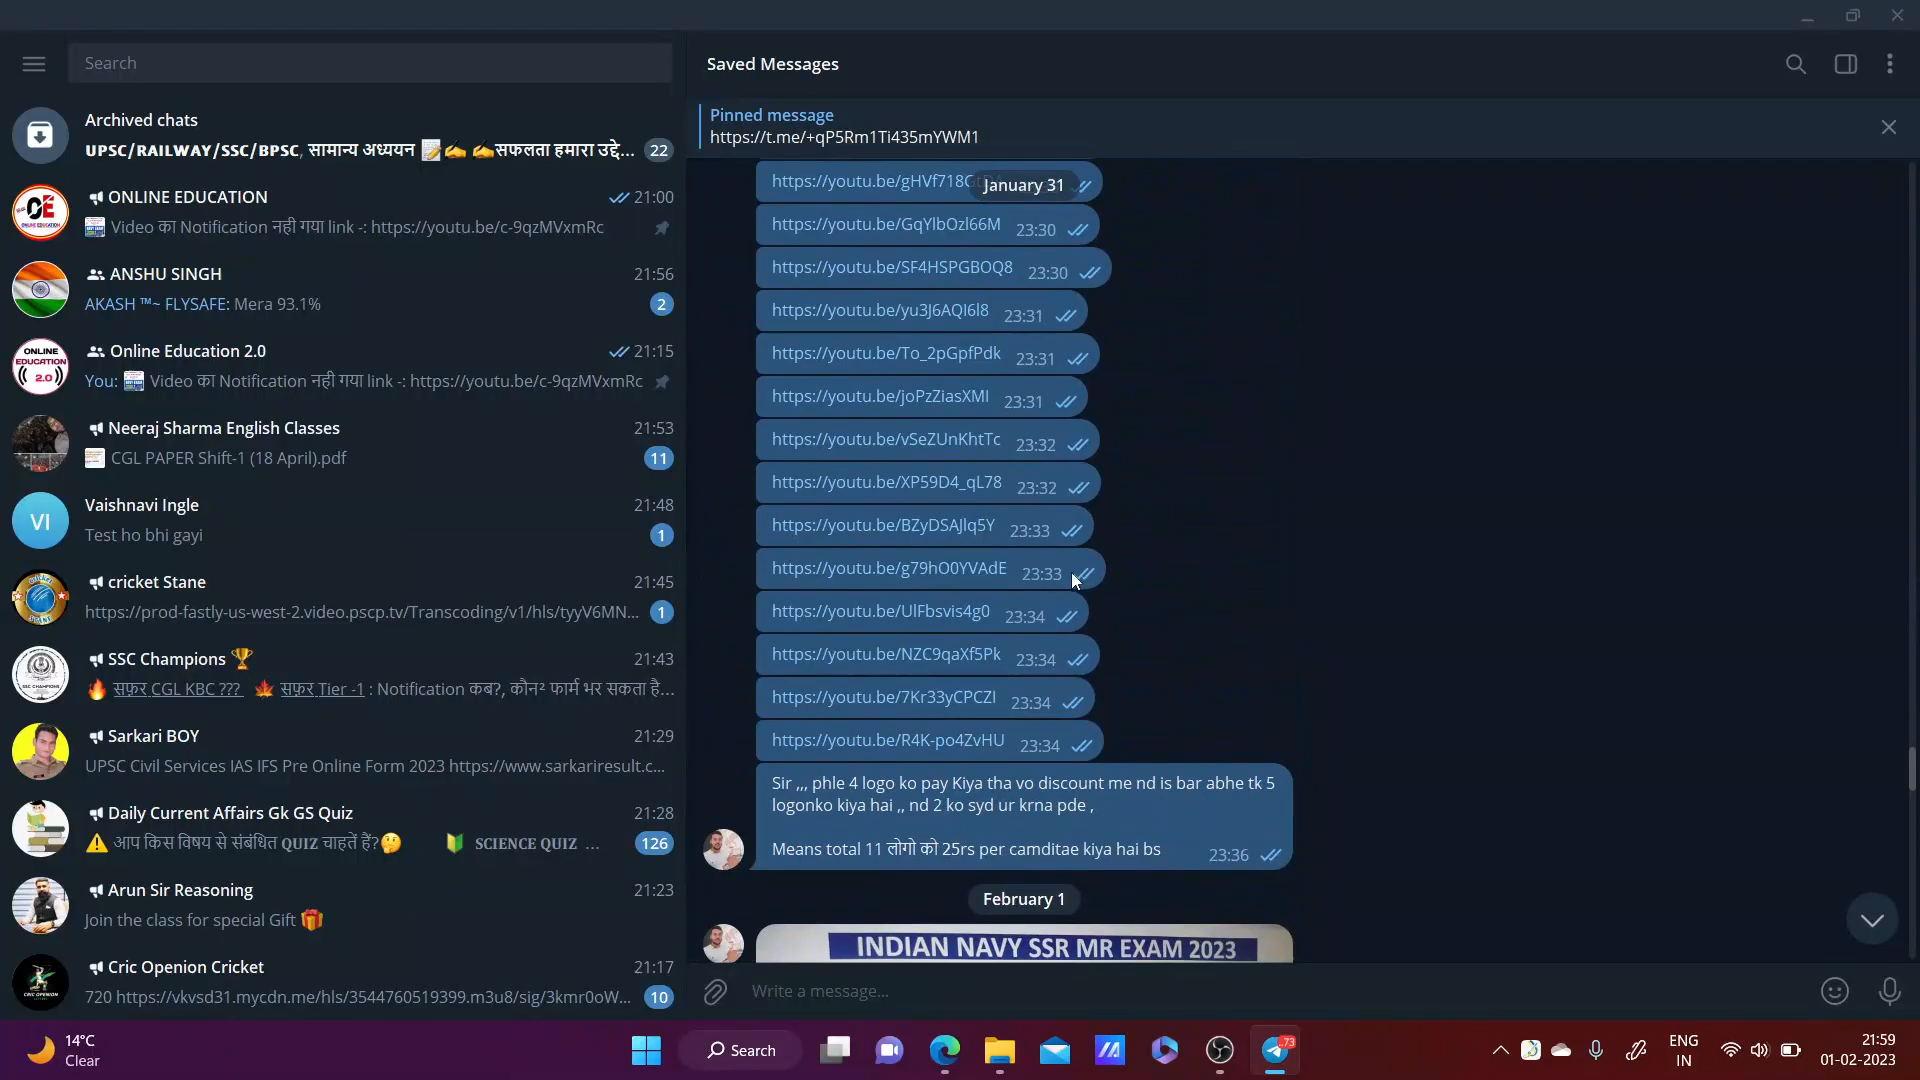 Search
Archived chats
UPSC/RAILWAY/SSC/BPSC, सामान्य अध्ययन 📝✍️ ✍️सफलता हमारा उद्दे... 22
ONLINE EDUCATION 21:00
Video का Notification नही गया link -: https://youtu.be/c-9qzMVxmRc
ANSHU SINGH 21:56
AKASH ™~ FLYSAFE: Mera 93.1% 2
ONLINE EDUCATION 2.0
Online Education 2.0 21:15
You: Video का Notification नही गया link -: https://youtu.be/c-9qzMVxmRc
Neeraj Sharma English Classes 21:53
CGL PAPER Shift-1 (18 April).pdf 11
VI
Vaishnavi Ingle 21:48
Test ho bhi gayi 1
cricket Stane 21:45
https://prod-fastly-us-west-2.video.pscp.tv/Transcoding/v1/hls/tyyV6MN... 1
SSC Champions 🏆 21:43
🔥 सफ़र CGL KBC ??? 🍁 सफ़र Tier -1 : Notification कब?, कौन² फार्म भर सकता है...
Sarkari BOY 21:29
UPSC Civil Services IAS IFS Pre Online Form 2023 https://www.sarkariresult.c...
Daily Current Affairs Gk GS Quiz 21:28
⚠️ आप किस विषय से संबंधित QUIZ चाहतें हैं?🤔 🔰 SCIENCE QUIZ ... 126
Arun Sir Reasoning 21:23
Join the class for special Gift 🎁
Cric Openion Cricket 21:17
720 https://vkvsd31.mycdn.me/hls/3544760519399.m3u8/sig/3kmr0oW... 10
Saved Messages
Pinned message
https://t.me/+qP5Rm1Ti435mYWM1
January 31
https://youtu.be/GqYlbOzl66M 23:30
https://youtu.be/SF4HSPGBOQ8 23:30
https://youtu.be/yu3J6AQI6l8 23:31
https://youtu.be/To_2pGpfPdk 23:31
https://youtu.be/joPzZiasXMI 23:31
https://youtu.be/vSeZUnKhtTc 23:32
https://youtu.be/XP59D4_qL78 23:32
https://youtu.be/BZyDSAJlq5Y 23:33
https://youtu.be/g79hO0YVAdE 23:33
https://youtu.be/UlFbsvis4g0 23:34
https://youtu.be/NZC9qaXf5Pk 23:34
https://youtu.be/7Kr33yCPCZI 23:34
https://youtu.be/R4K-po4ZvHU 23:34
Sir ,,, phle 4 logo ko pay Kiya tha vo discount me nd is bar abhe tk 5
logonko kiya hai ,, nd 2 ko syd ur krna pde ,
Means total 11 लोगो को 25rs per camditae kiya hai bs 23:36
February 1
INDIAN NAVY SSR MR EXAM 2023
Write a message...
14°C
Clear
Search
73
ENG
IN
21:59
01-02-2023